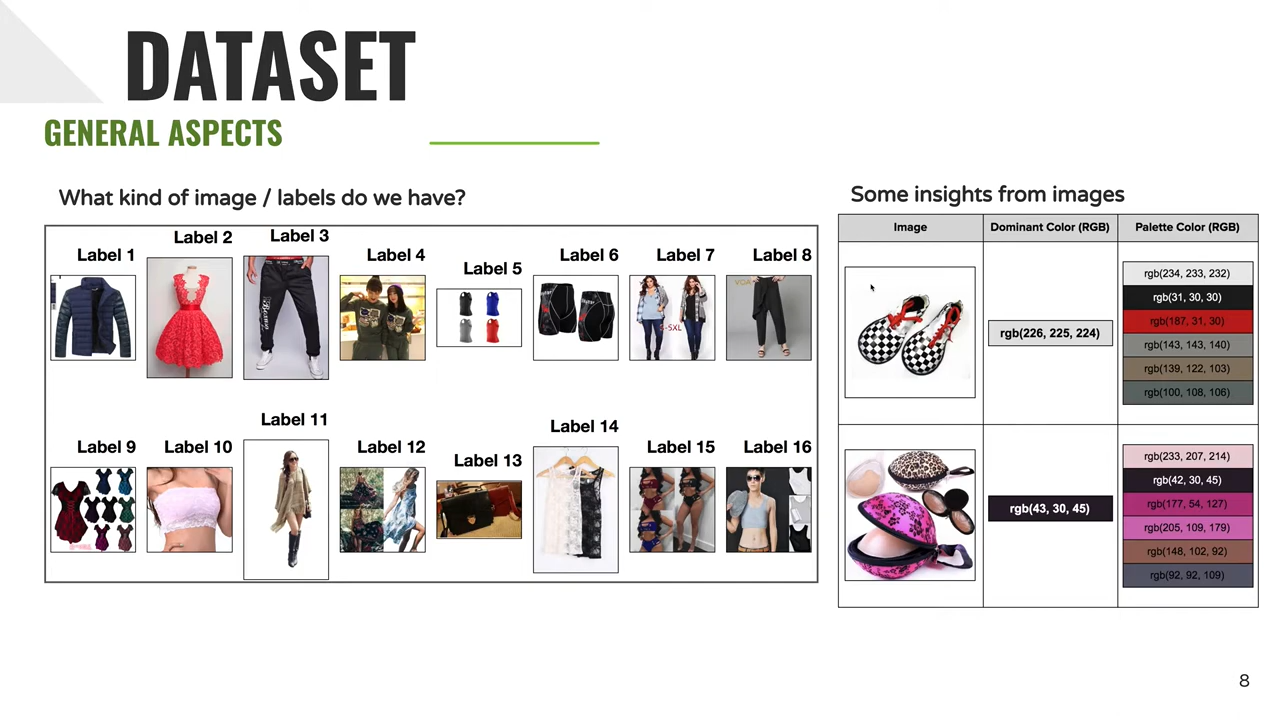 DATASET
GENERAL ASPECTS
What kind of image / labels do we have?
Label 1
Label 2
Label 3
Label 4
Label 5
Label 6
Label 7
Label 8
Label 9
Label 10
Label 11
Label 12
Label 13
Label 14
Label 15
Label 16
Some insights from images
Image
Dominant Color (RGB)
Palette Color (RGB)
rgb(226, 225, 224)
rgb(234, 233, 232)
rgb(31, 30, 30)
rgb(187, 31, 30)
rgb(143, 143, 140)
rgb(139, 122, 103)
rgb(100, 108, 106)
rgb(43, 30, 45)
rgb(233, 207, 214)
rgb(42, 30, 45)
rgb(177, 54, 127)
rgb(205, 109, 179)
rgb(148, 102, 92)
rgb(92, 92, 109)
8